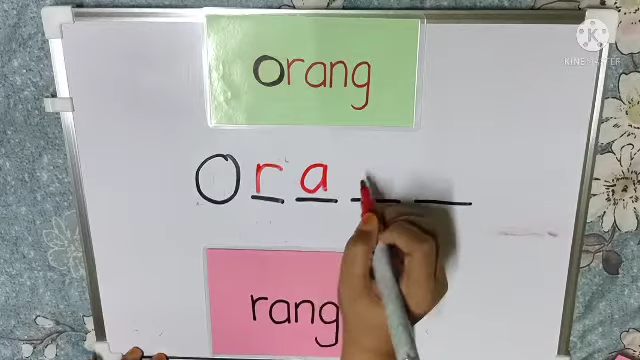 orang
KINEMASTER
O r a _ _
rang